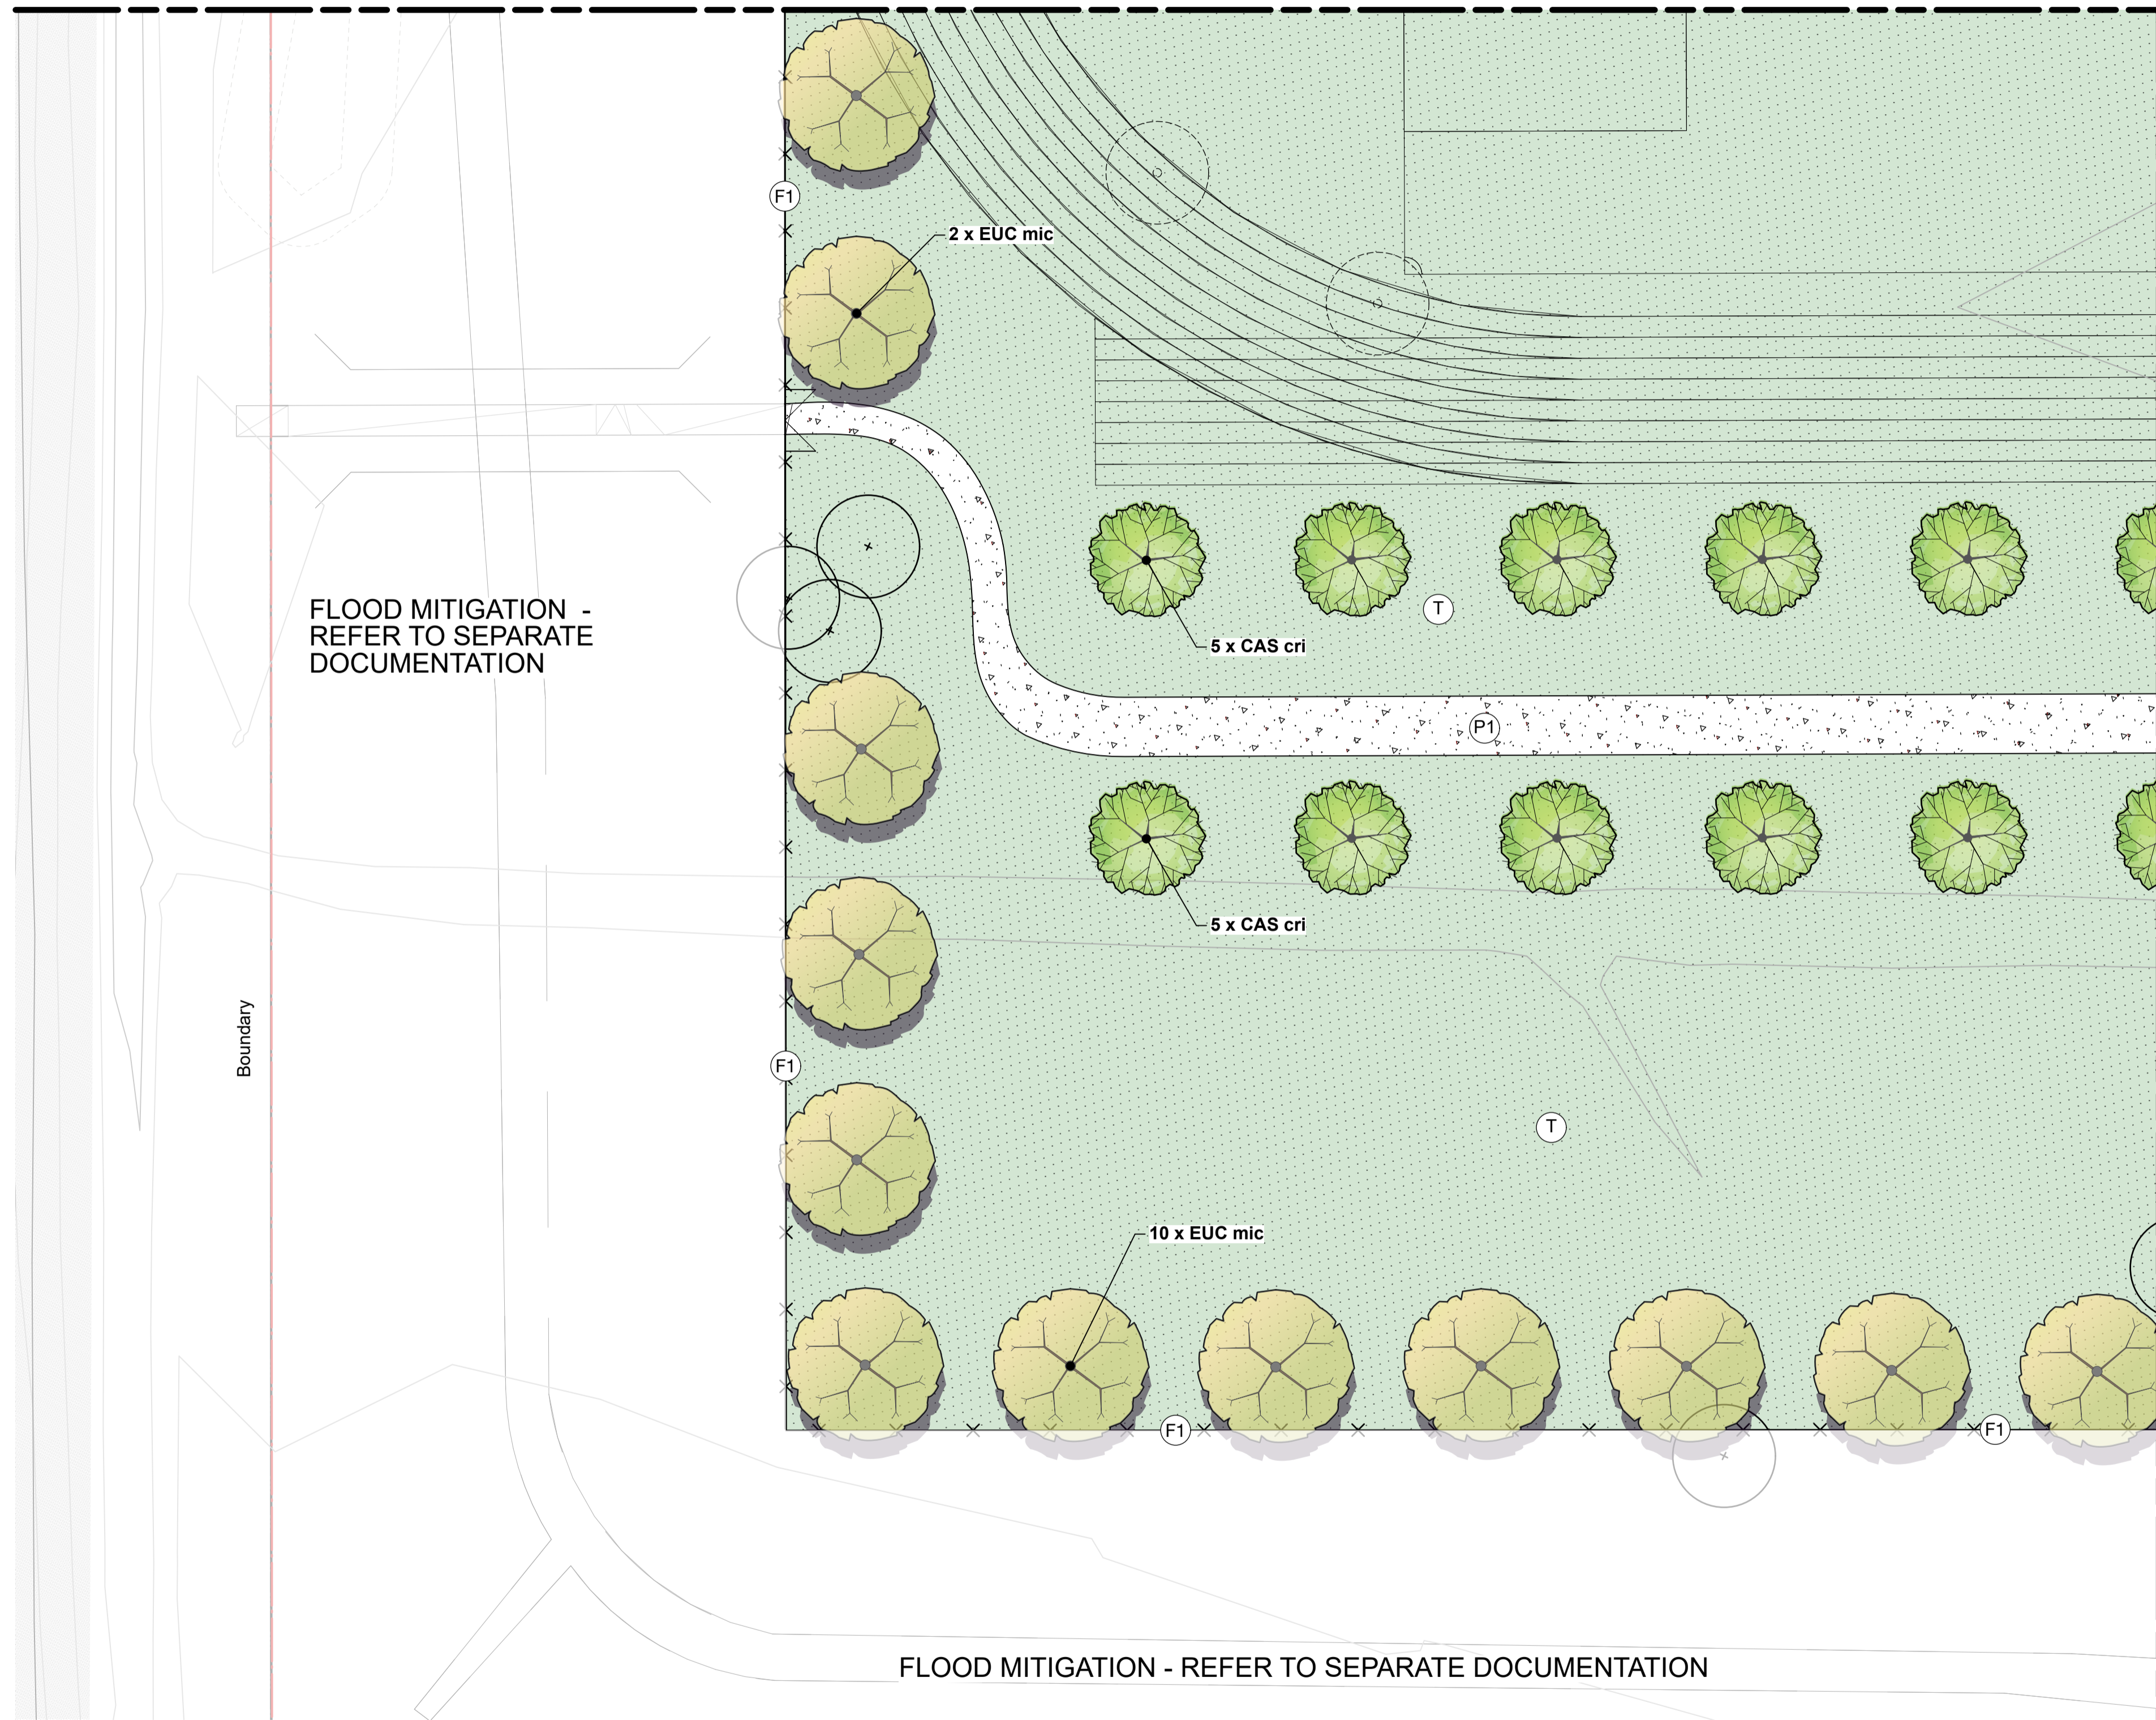 F1
2 x EUC mic
FLOOD MITIGATION -
REFER TO SEPARATE
DOCUMENTATION
T
5 x CAS cri
P1
5 x CAS cri
Boundary
F1
T
10 x EUC mic
F1
F1
FLOOD MITIGATION - REFER TO SEPARATE DOCUMENTATION